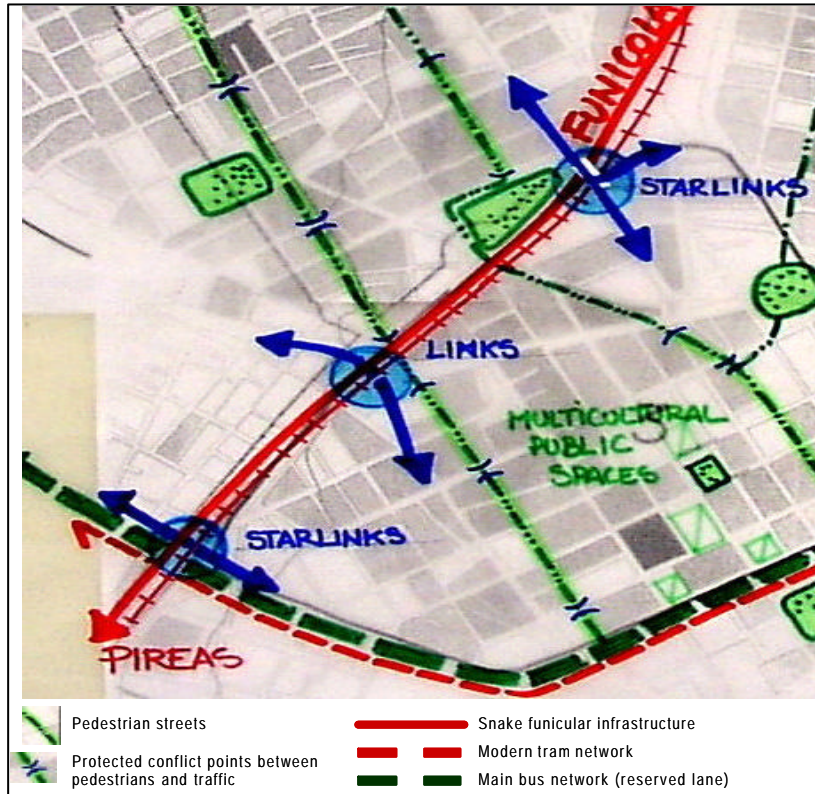 FUNICOLA
STARLINKS
LINKS
MULTICULTURAL
PUBLIC
SPACES
STARLINKS
PIREAS
Pedestrian streets
Protected conflict points between
pedestrians and traffic
Snake funicular infrastructure
Modern tram network
Main bus network (reserved lane)